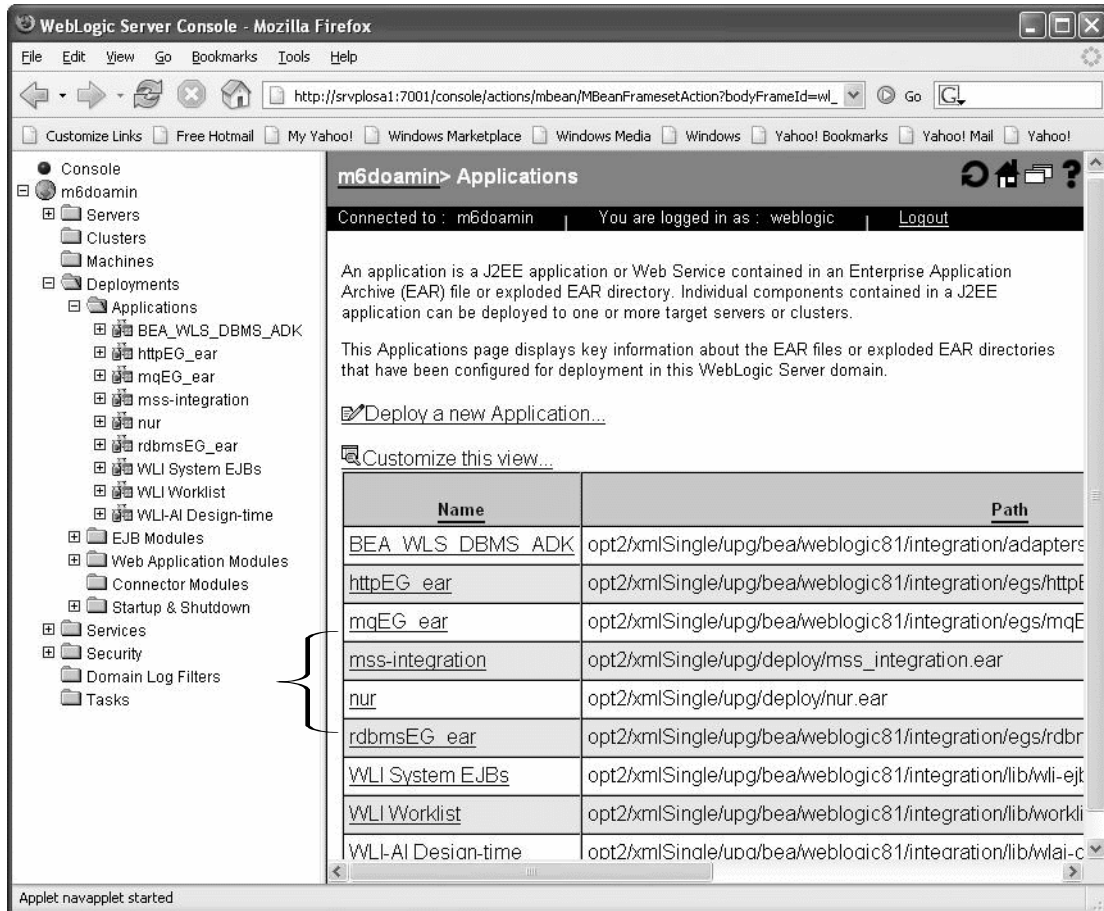 WebLogic Server Console - Mozilla Firefox
File Edit View Go Bookmarks Tools Help
http://srvplosa1:7001/console/actions/mbean/MBeanFramesetAction?bodyFrameId=wl_ Go G
Customize Links Free Hotmail My Yahoo! Windows Marketplace Windows Media Windows Yahoo! Bookmarks Yahoo! Mail Yahoo!
Console
m6doamin
Servers
Clusters
Machines
Deployments
Applications
BEA_WLS_DBMS_ADK
httpEG_ear
mqEG_ear
mss-integration
nur
rdbmsEG_ear
WLI System EJBs
WLI Worklist
WLI-AI Design-time
EJB Modules
Web Application Modules
Connector Modules
Startup & Shutdown
Services
Security
Domain Log Filters
Tasks
m6doamin> Applications ?
Connected to : m6doamin | You are logged in as : weblogic | Logout
An application is a J2EE application or Web Service contained in an Enterprise Application
Archive (EAR) file or exploded EAR directory. Individual components contained in a J2EE
application can be deployed to one or more target servers or clusters.
This Applications page displays key information about the EAR files or exploded EAR directories
that have been configured for deployment in this WebLogic Server domain.
Deploy a new Application...
Customize this view...
Name Path
BEA_WLS_DBMS_ADK opt2/xmlSingle/upg/bea/weblogic81/integration/adapters
httpEG_ear opt2/xmlSingle/upg/bea/weblogic81/integration/egs/httpE
mqEG_ear opt2/xmlSingle/upg/bea/weblogic81/integration/egs/mqE
mss-integration opt2/xmlSingle/upg/deploy/mss_integration.ear
nur opt2/xmlSingle/upg/deploy/nur.ear
rdbmsEG_ear opt2/xmlSingle/upg/bea/weblogic81/integration/egs/rdbr
WLI System EJBs opt2/xmlSingle/upg/bea/weblogic81/integration/lib/wli-ejb
WLI Worklist opt2/xmlSingle/upg/bea/weblogic81/integration/lib/workli
WLI-AI Design-time opt2/xmlSingle/upg/bea/weblogic81/integration/lib/wlai-c
Applet navapplet started